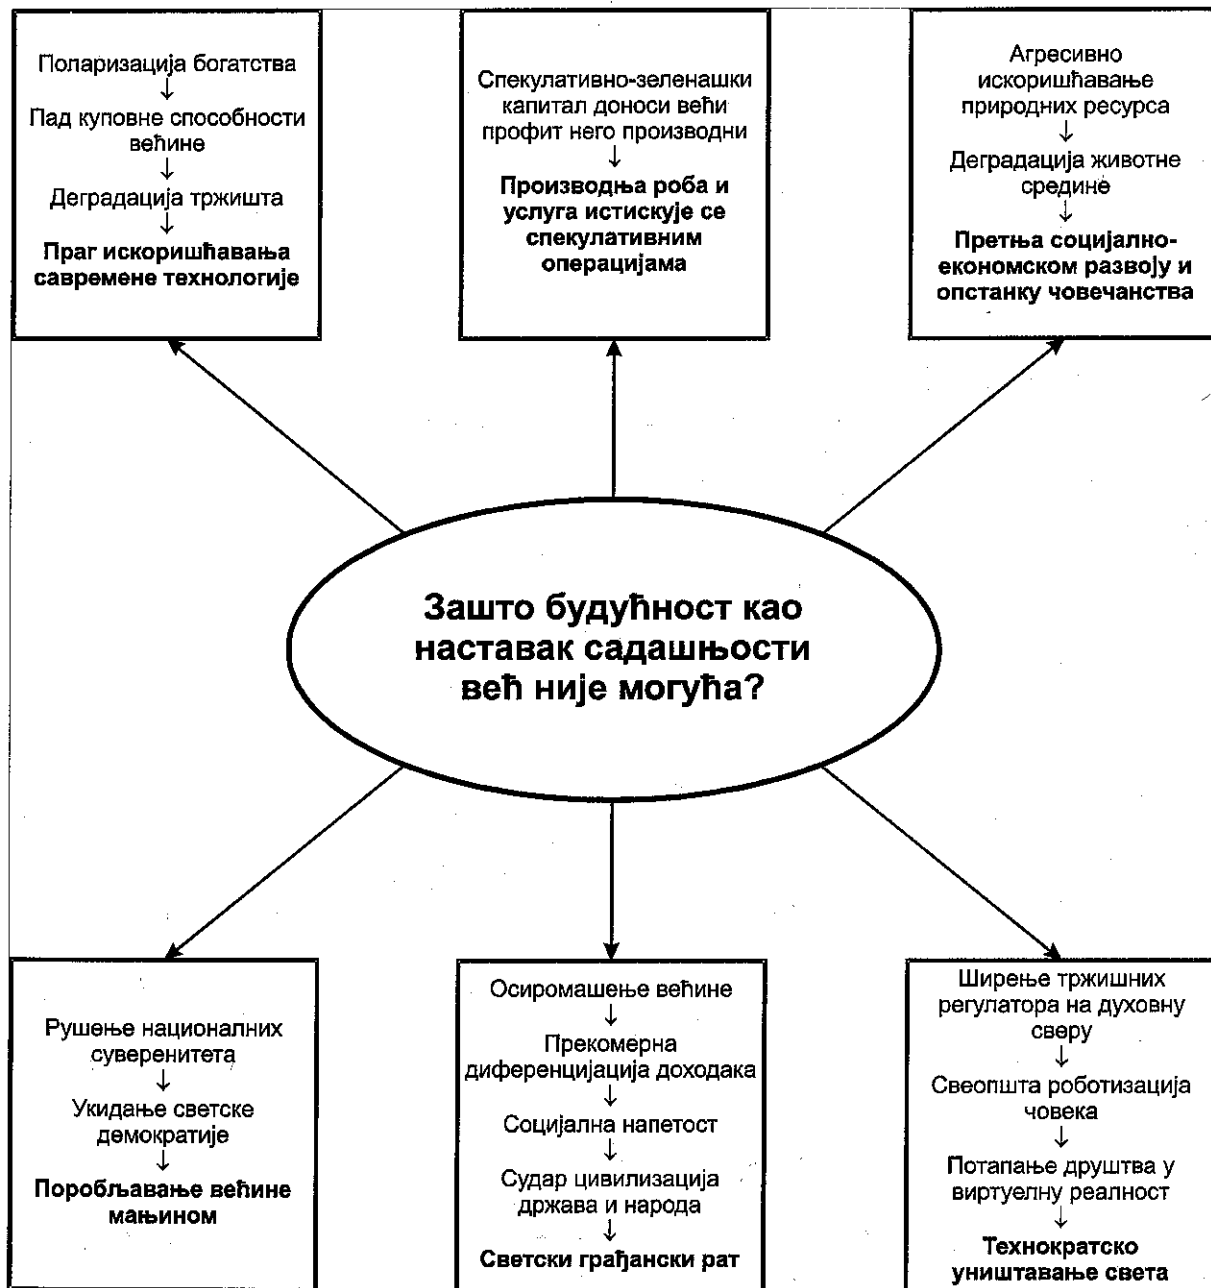 Поларизација богатства
↓
Пад куповне способности
већине
↓
Деградација тржишта
↓
Праг искоришћавања
савремене технологије
Спекулативно-зеленашки
капитал доноси већи
профит него производни
↓
Производња роба и
услуга истискује се
спекулативним
операцијама
Агресивно
искоришћавање
природних ресурса
↓
Деградација животне
средине
↓
Претња социјално-
економском развоју и
опстанку човечанства
Зашто будућност као
наставак садашњости
већ није могућа?
Рушење националних
суверенитета
↓
Укидање светске
демократије
↓
Поробљавање већине
мањином
Осиромашење већине
↓
Прекомерна
диференцијација доходака
↓
Социјална напетост
↓
Судар цивилизација
држава и народа
↓
Светски грађански рат
Ширење тржишних
регулатора на духовну
сверу
↓
Свеопшта роботизација
човека
↓
Потапање друштва у
виртуелну реалност
↓
Технократско
уништавање света